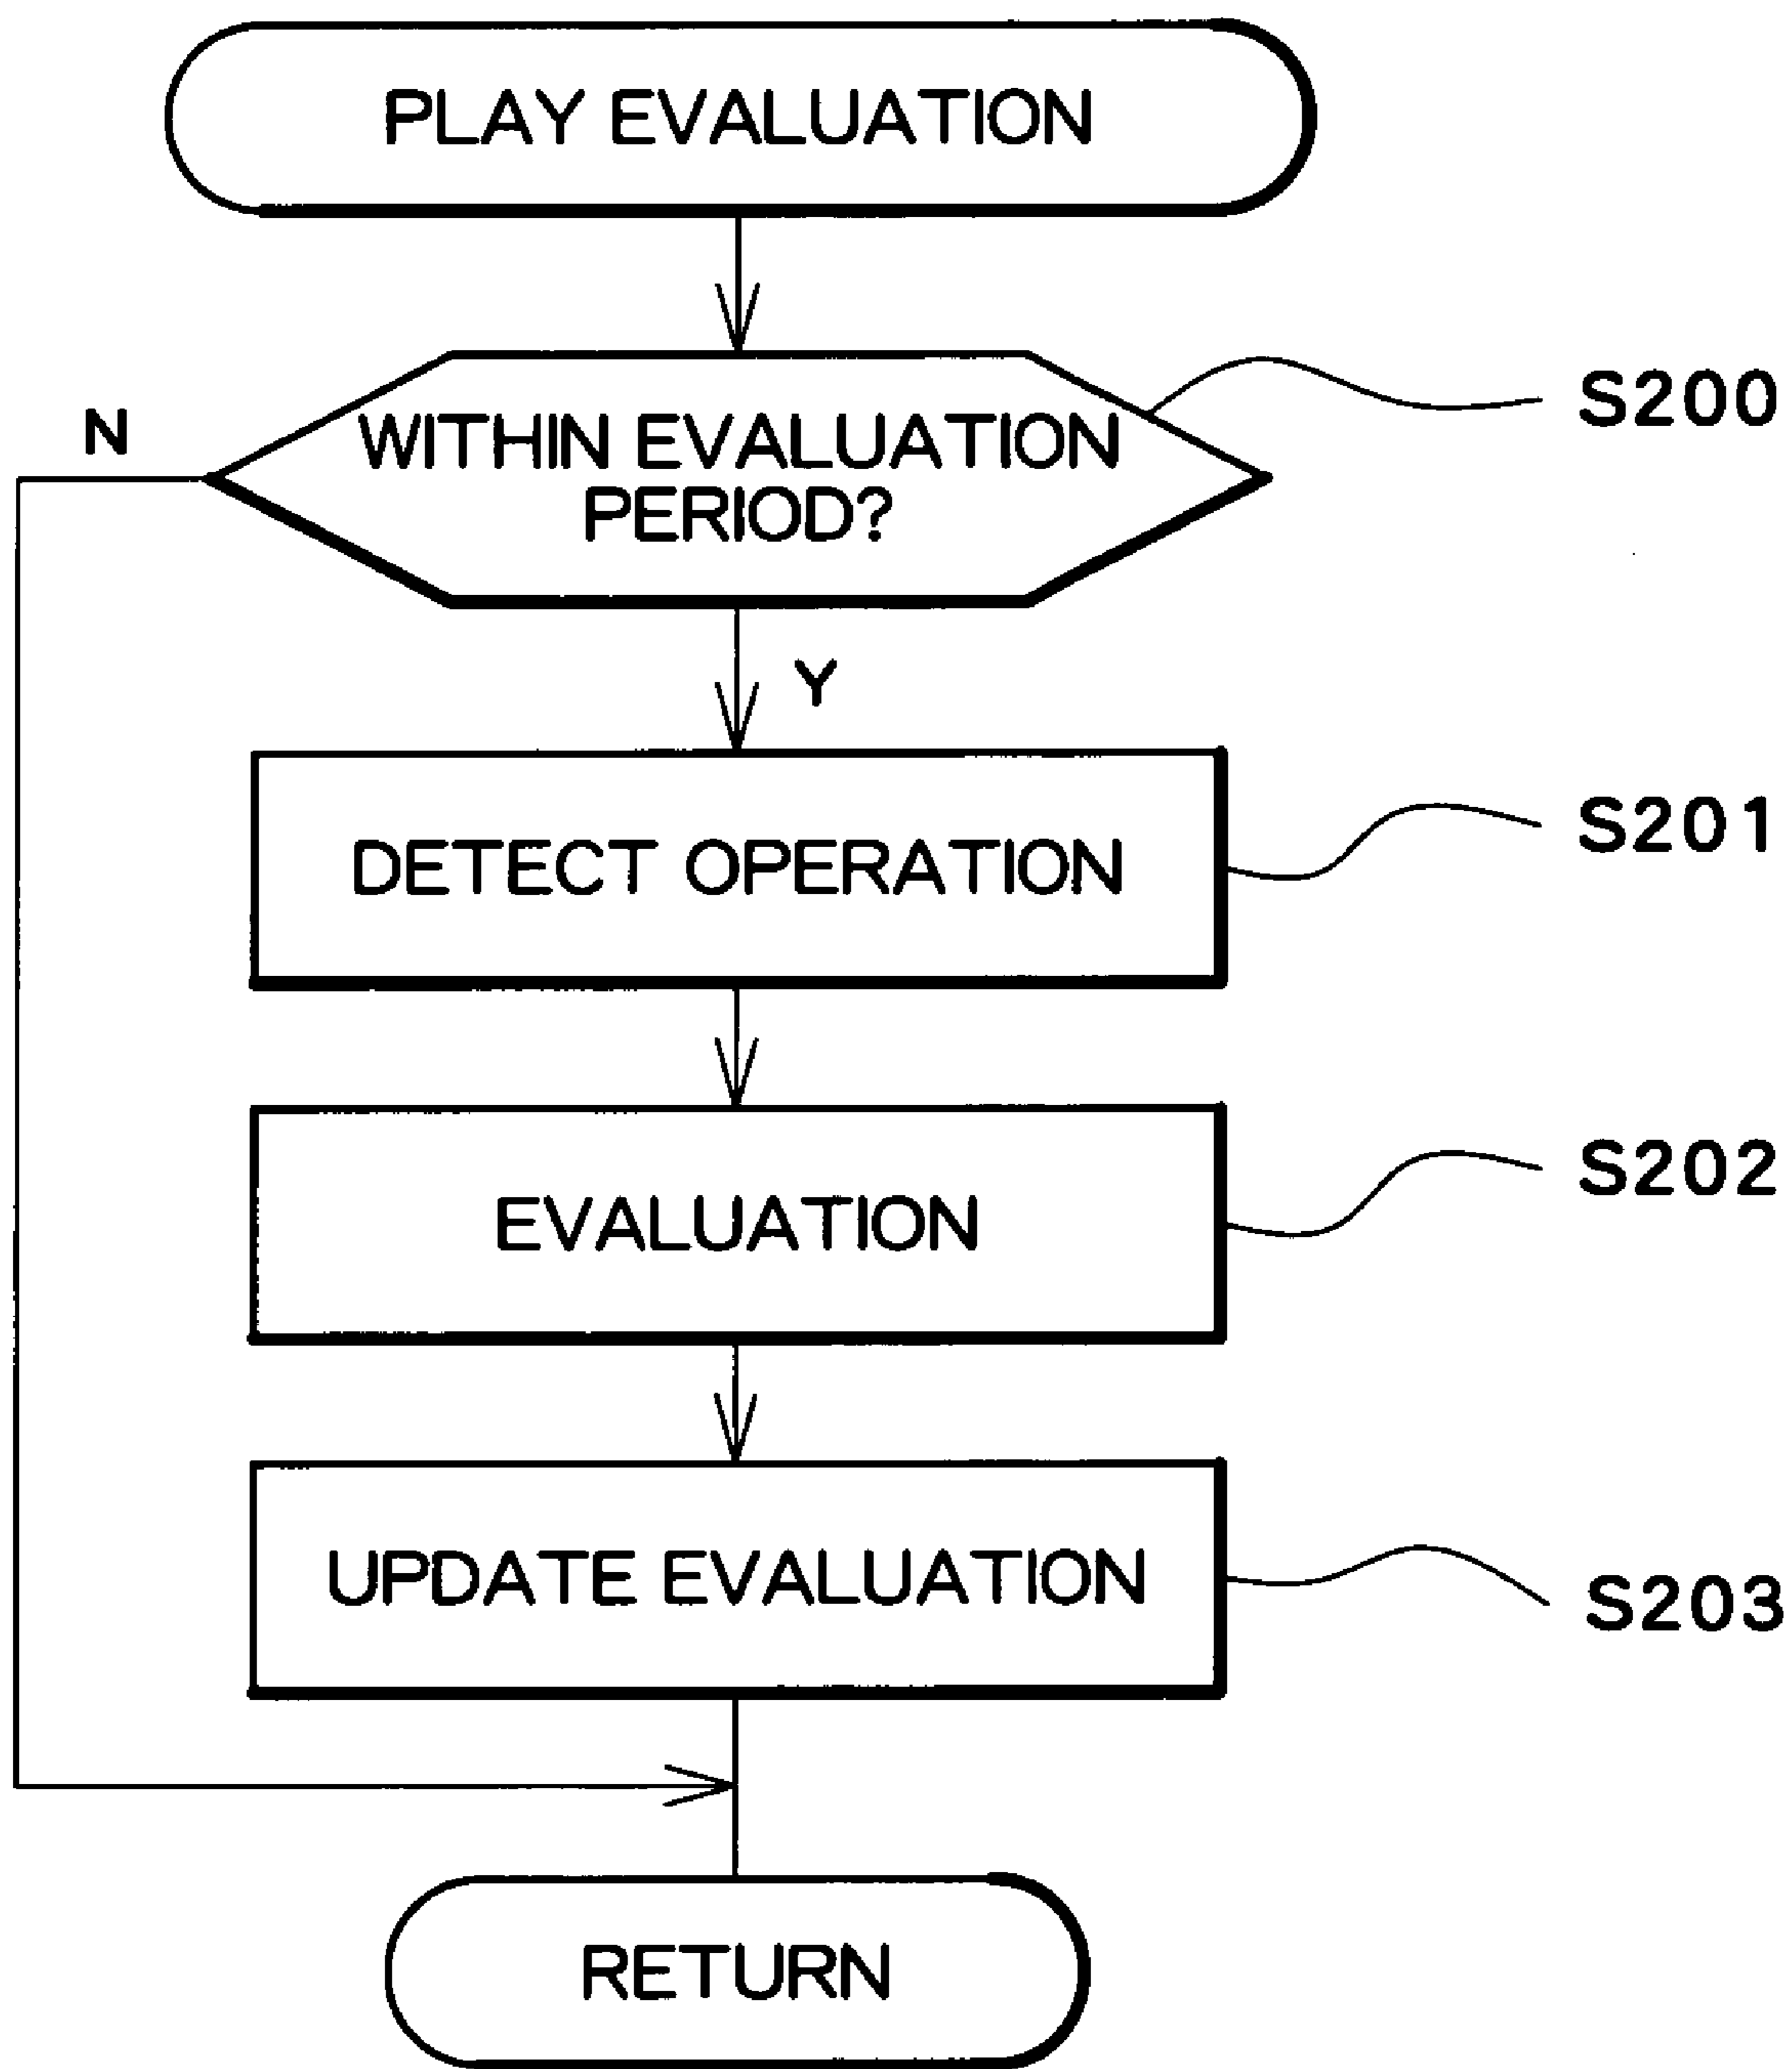 PLAY EVALUATION
N
WITHIN EVALUATION
PERIOD?
S200
Y
DETECT OPERATION
S201
EVALUATION
S202
UPDATE EVALUATION
S203
RETURN